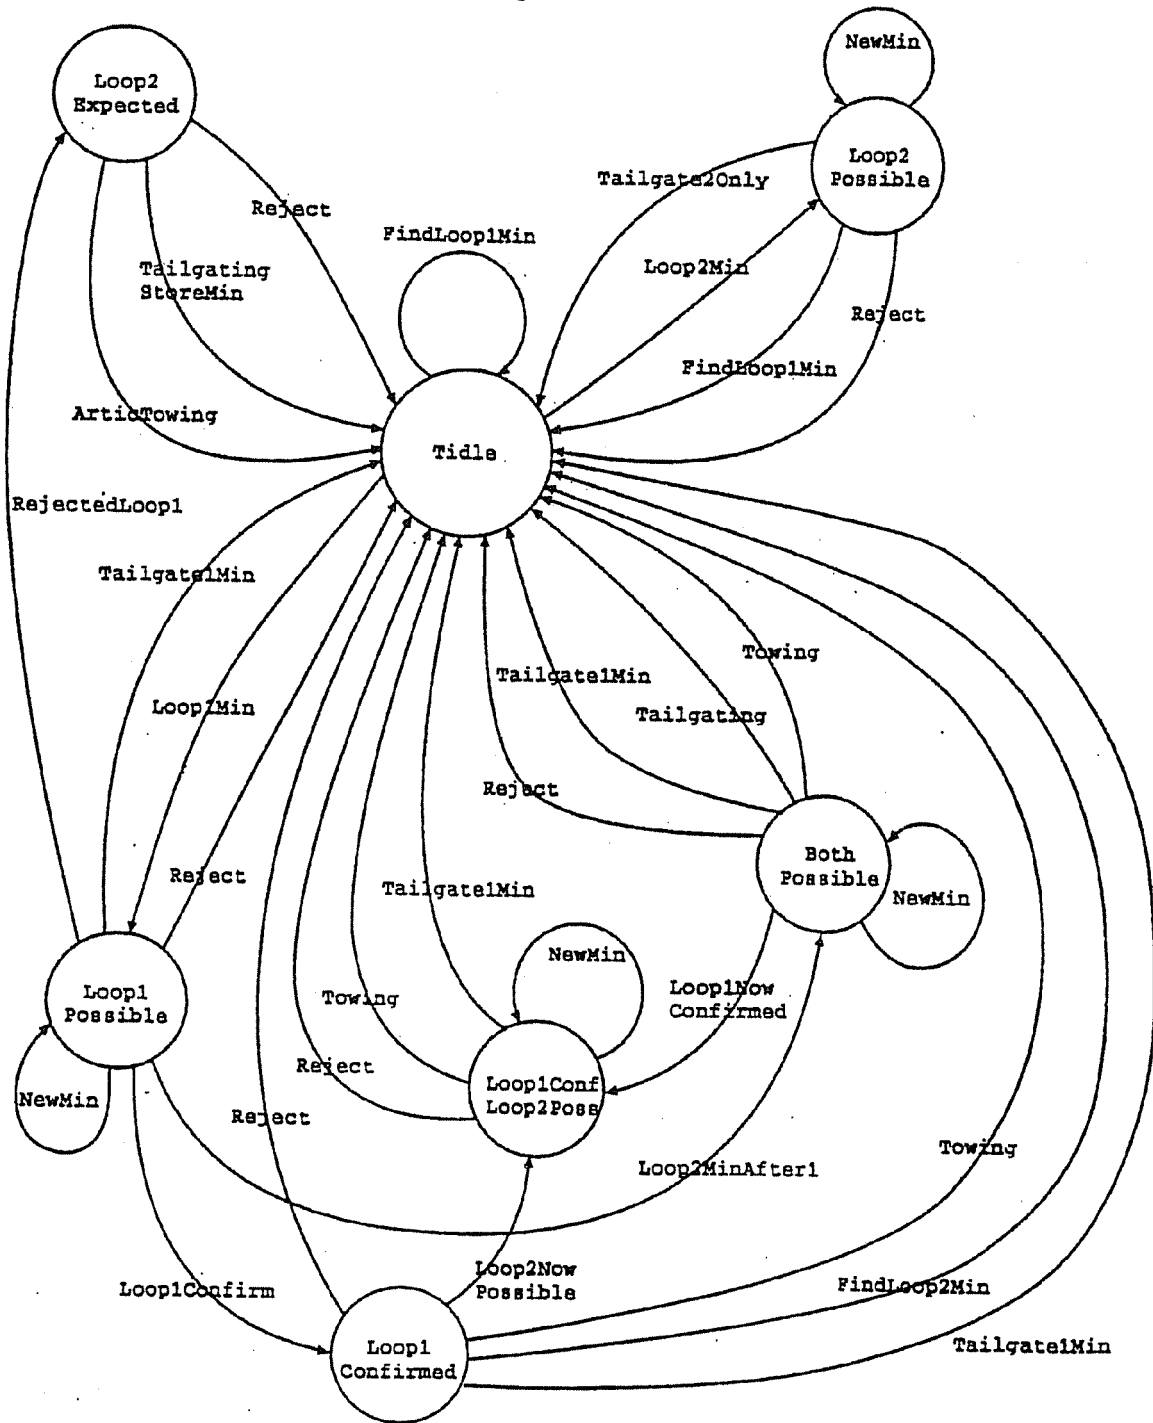 NewMin
Loop2
Expected
Loop2
Possible
Tailgate2Only
Reject
FindLoop1Min
Loop2Min
Tailgating
StoreMin
Reject
FindLoop1Min
ArticTowing
Tidle
RejectedLoop1
Tailgate1Min
Towing
Tailgate1Min
Loop1Min
Tailgating
Reject
Both
Possible
Reject
Tailgate1Min
NewMin
NewMin
Loop1
Possible
Loop1Now
Confirmed
Towing
Reject
Loop1Conf
Loop2Poss
NewMin
Reject
Towing
Loop2MinAfter1
Loop2Now
Possible
Loop1Confirm
FindLoop2Min
Loop1
Confirmed
Tailgate1Min